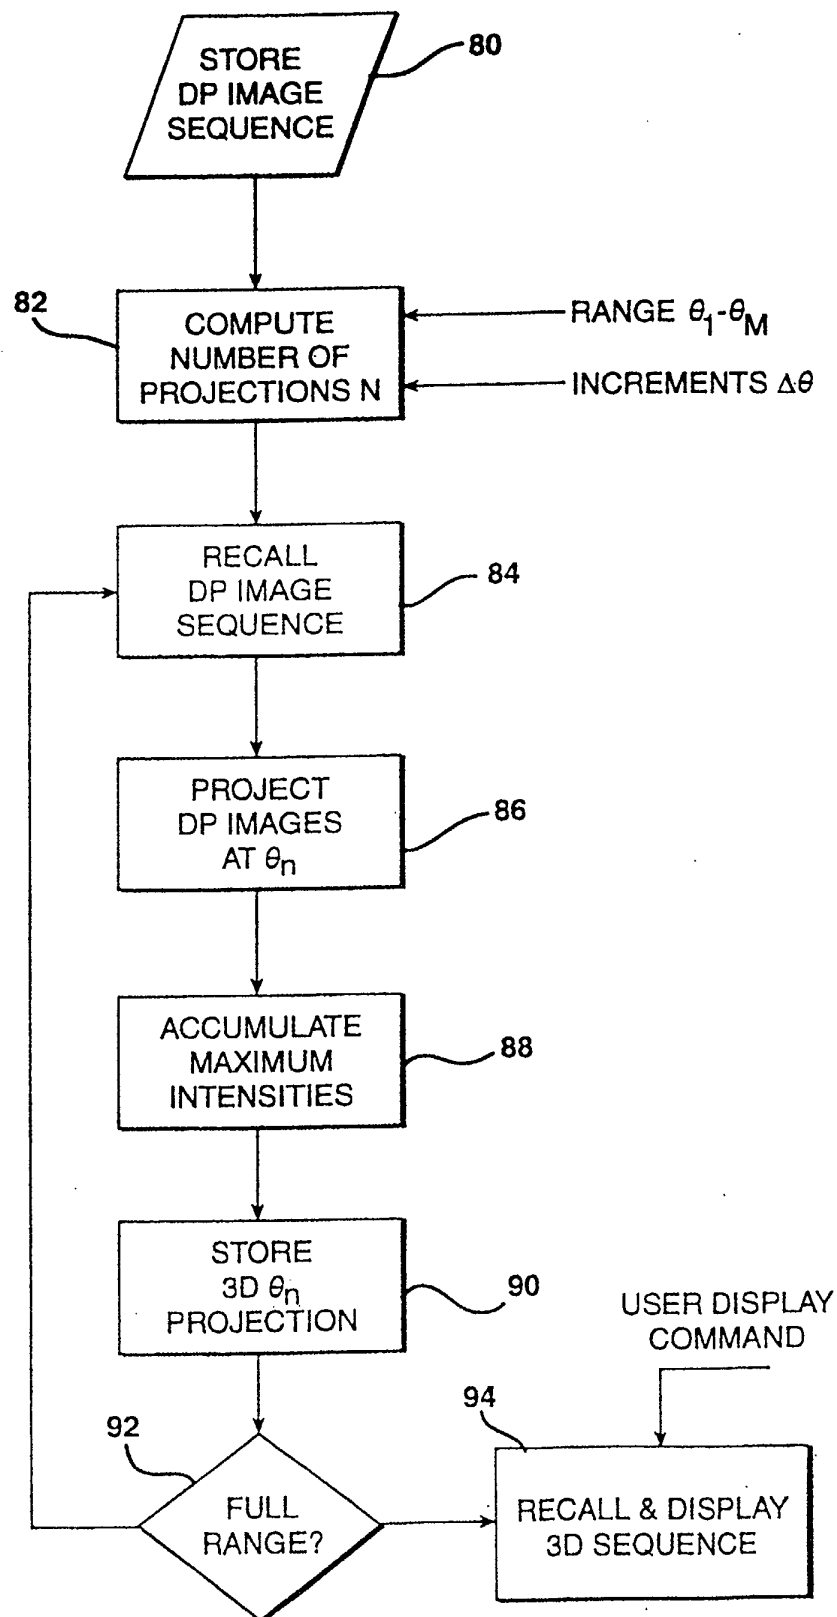 STORE
DP IMAGE
SEQUENCE
80
82
COMPUTE
NUMBER OF
PROJECTIONS N
RANGE θ1-θM
INCREMENTS Δθ
RECALL
DP IMAGE
SEQUENCE
84
PROJECT
DP IMAGES
AT θn
86
ACCUMULATE
MAXIMUM
INTENSITIES
88
STORE
3D θn
PROJECTION
90
USER DISPLAY
COMMAND
92
FULL
RANGE?
94
RECALL & DISPLAY
3D SEQUENCE